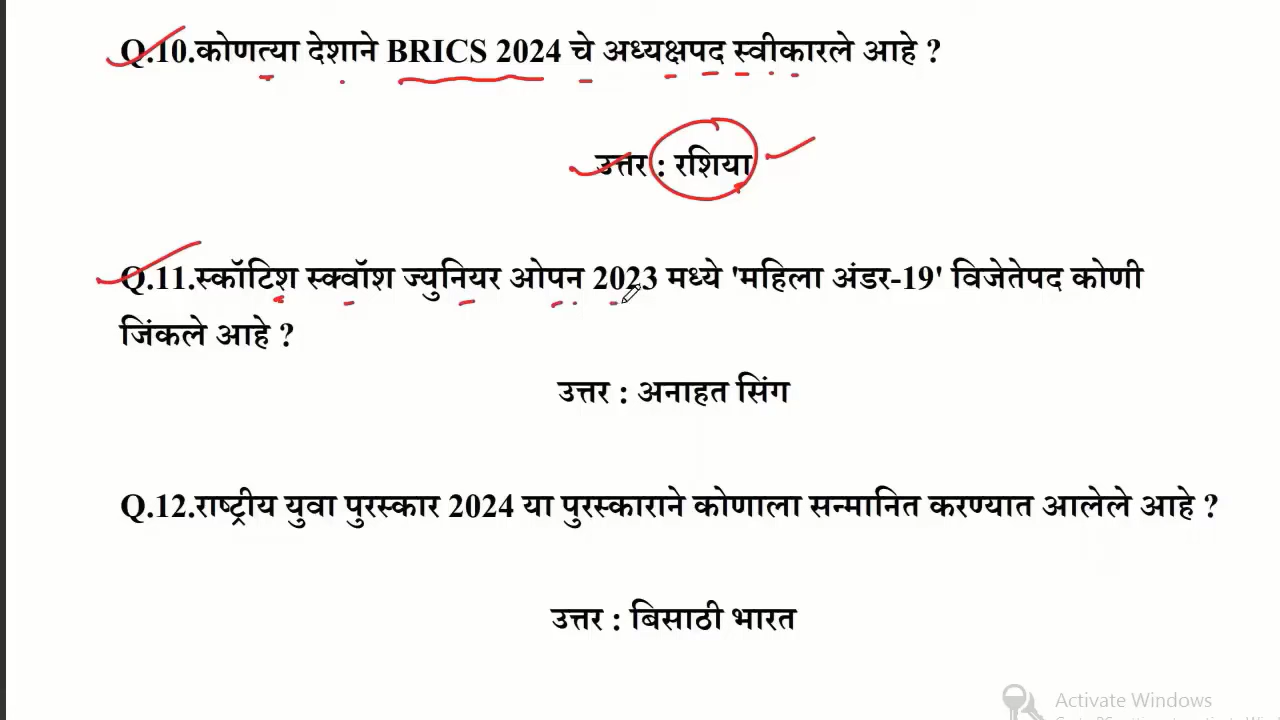 Q.10.कोणत्या देशाने BRICS 2024 चे अध्यक्षपद स्वीकारले आहे ?
उत्तर : रशिया
Q.11.स्कॉटिश स्क्वॉश ज्युनियर ओपन 2023 मध्ये 'महिला अंडर-19' विजेतेपद कोणी
जिंकले आहे ?
उत्तर : अनाहत सिंग
Q.12.राष्ट्रीय युवा पुरस्कार 2024 या पुरस्काराने कोणाला सन्मानित करण्यात आलेले आहे ?
उत्तर : बिसाठी भारत
Activate Windows